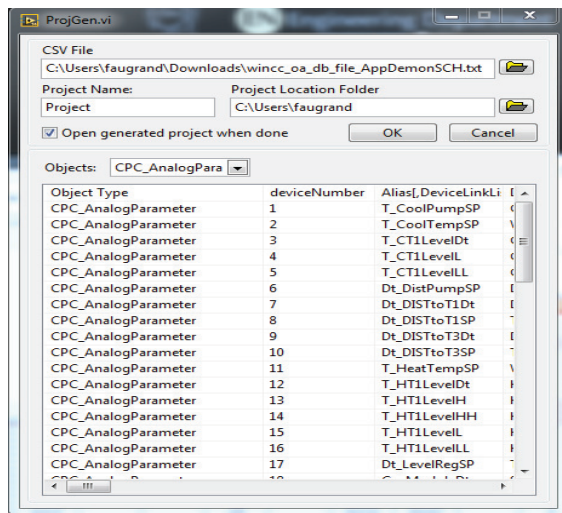 ProjGen.vi
CSV File
C:\Users\faugrand\Downloads\wincc_oa_db_file_AppDemonSCH.txt
Project Name: Project Location Folder
Project C:\Users\faugrand
Open generated project when done OK Cancel
Objects: CPC_AnalogPara
Object Type deviceNumber Alias[,DeviceLinkLi
CPC_AnalogParameter 1 T_CoolPumpSP
CPC_AnalogParameter 2 T_CoolTempSP
CPC_AnalogParameter 3 T_CT1LevelDt
CPC_AnalogParameter 4 T_CT1LevelL
CPC_AnalogParameter 5 T_CT1LevelLL
CPC_AnalogParameter 6 Dt_DistPumpSP
CPC_AnalogParameter 7 Dt_DISTtoT1Dt
CPC_AnalogParameter 8 Dt_DISTtoT1SP
CPC_AnalogParameter 9 Dt_DISTtoT3Dt
CPC_AnalogParameter 10 Dt_DISTtoT3SP
CPC_AnalogParameter 11 T_HeatTempSP
CPC_AnalogParameter 12 T_HT1LevelDt
CPC_AnalogParameter 13 T_HT1LevelH
CPC_AnalogParameter 14 T_HT1LevelHH
CPC_AnalogParameter 15 T_HT1LevelL
CPC_AnalogParameter 16 T_HT1LevelLL
CPC_AnalogParameter 17 Dt_LevelRegSP